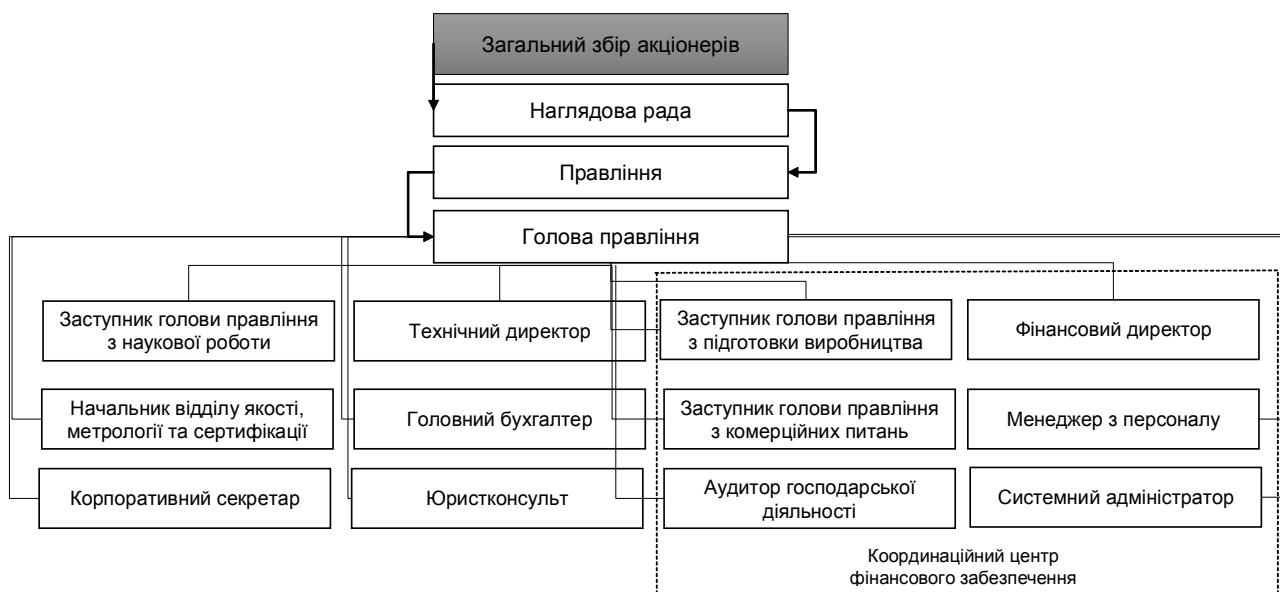 Загальний збір акціонерів
Наглядова рада
Правління
Голова правління
Заступник голови правління
з наукової роботи
Технічний директор
Заступник голови правління
з підготовки виробництва
Фінансовий директор
Начальник відділу якості,
метрології та сертифікації
Головний бухгалтер
Заступник голови правління
з комерційних питань
Менеджер з персоналу
Корпоративний секретар
Юристконсульт
Аудитор господарської
діяльності
Системний адміністратор
Координаційний центр
фінансового забезпечення